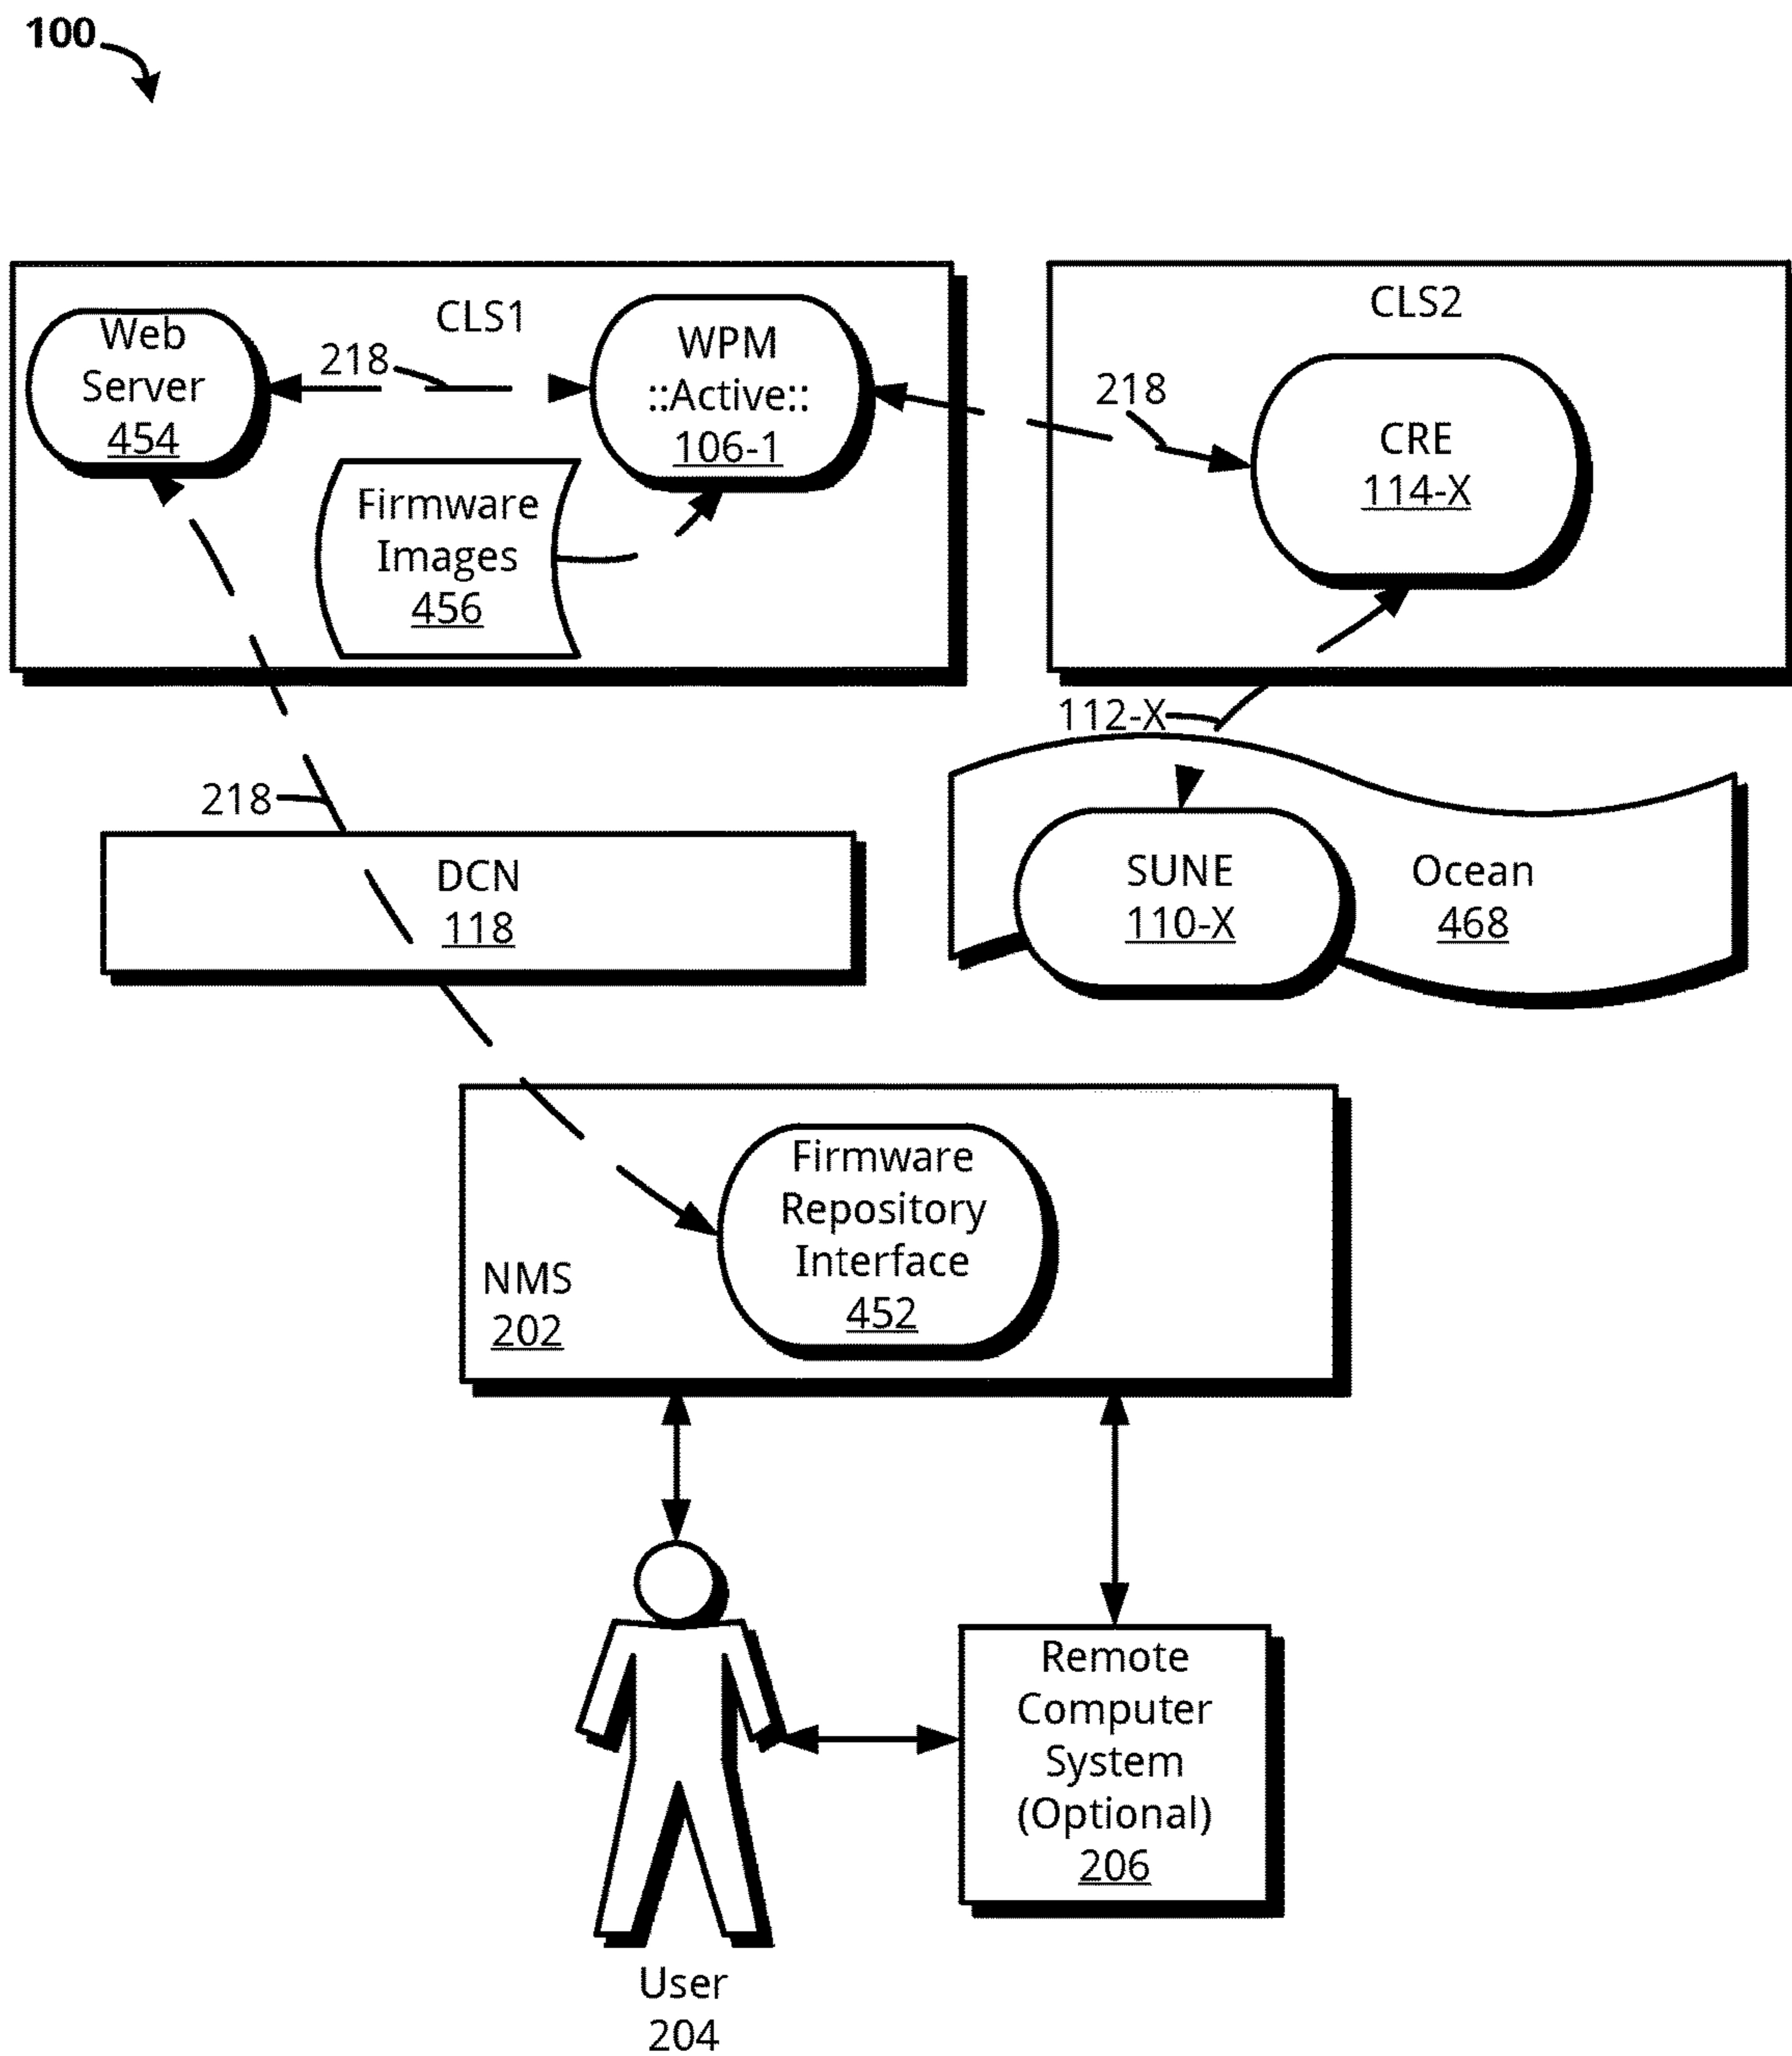 100
CLS1
Web
Server
454
218
WPM
::Active::
106-1
Firmware
Images
456
CLS2
218
CRE
114-X
112-X
218
DCN
118
SUNE
110-X
Ocean
468
NMS
202
Firmware
Repository
Interface
452
Remote
Computer
System
(Optional)
206
User
204